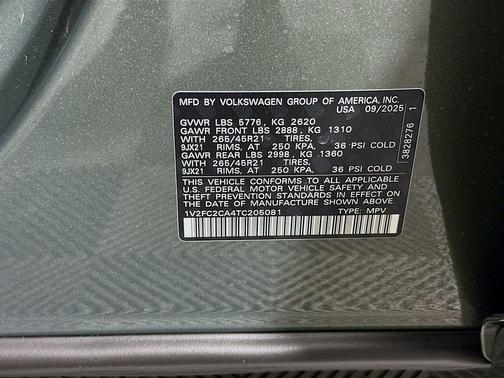 MFD BY VOLKSWAGEN GROUP OF AMERICA, INC.
USA 09/2025
GVWR LBS 5776, KG 2620
GAWR FRONT LBS 2888, KG 1310
WITH 265/45R21 TIRES,
9JX21 RIMS, AT 250 KPA, 36 PSI COLD
GAWR REAR LBS 2998, KG 1360
WITH 265/45R21 TIRES,
9JX21 RIMS, AT 250 KPA, 36 PSI COLD
THIS VEHICLE CONFORMS TO ALL APPLICABLE
U.S. FEDERAL MOTOR VEHICLE SAFETY AND
THEFT PREVENTION STANDARDS IN EFFECT ON
THE DATE OF MANUFACTURE SHOWN ABOVE.
1V2FC2CA4TC205081 TYPE: MPV
3828276 1